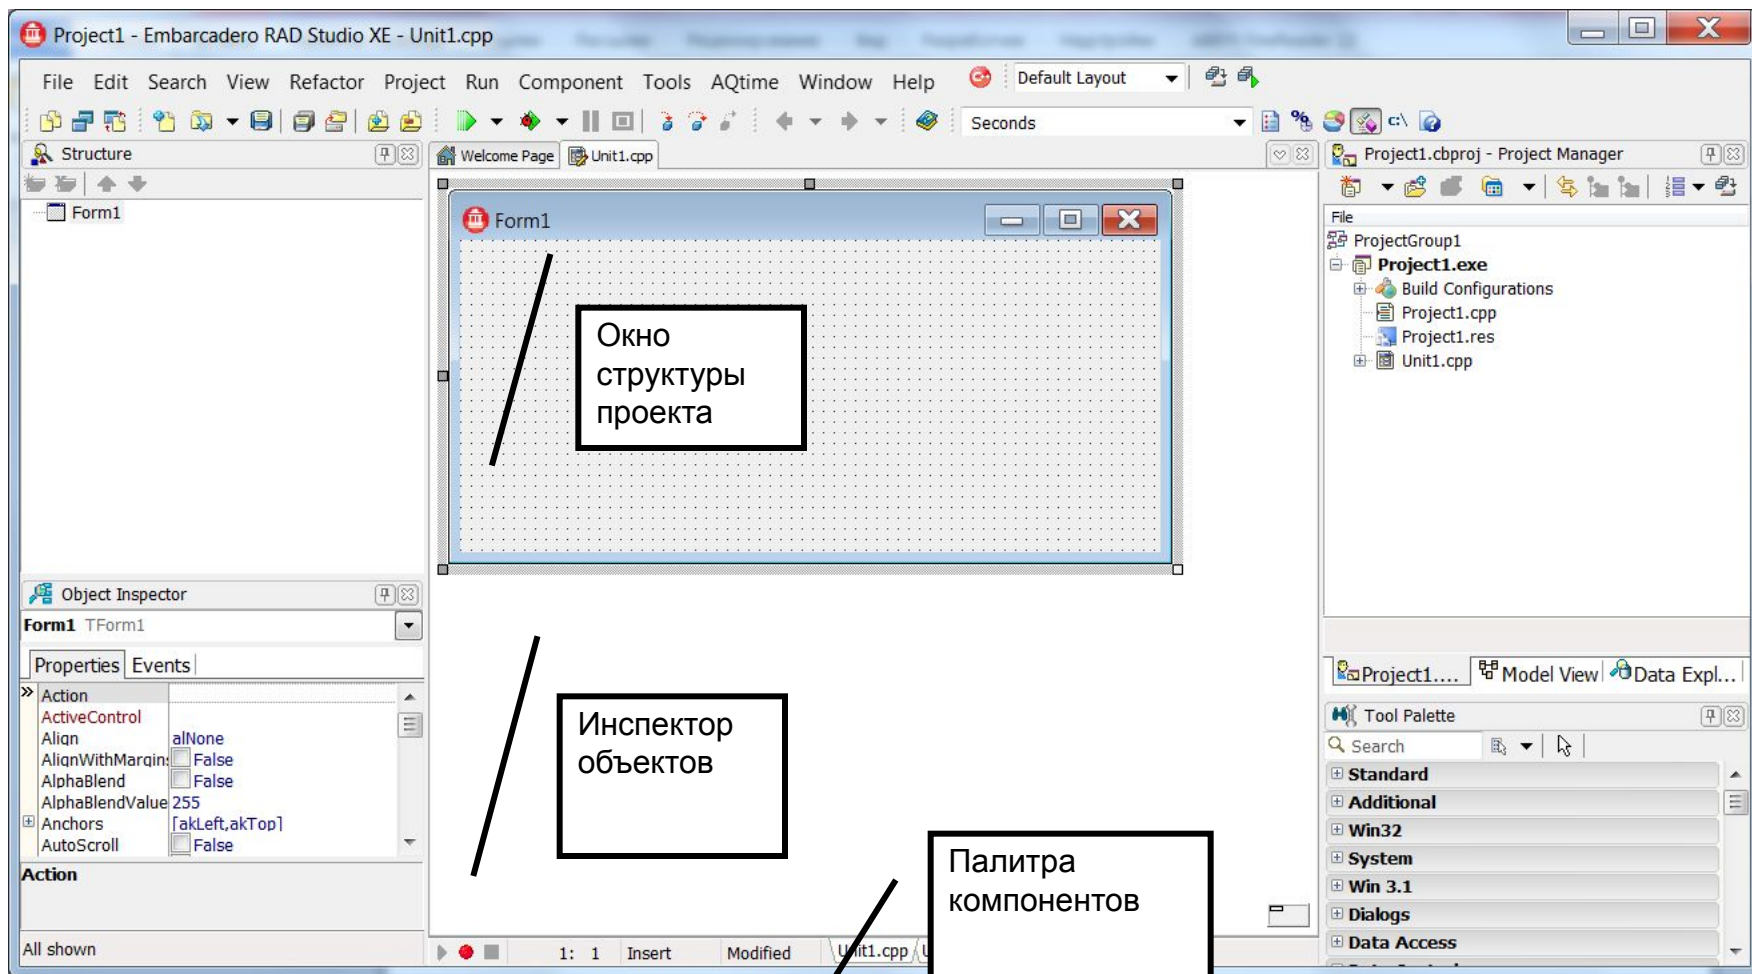 Project1 - Embarcadero RAD Studio XE - Unit1.cpp
File Edit Search View Refactor Project Run Component Tools AQtime Window Help Default Layout
Seconds
Structure
Form1
Welcome Page Unit1.cpp
Form1
Окно
структуры
проекта
Object Inspector
Form1 TForm1
Properties Events
Action
ActiveControl
Align alNone
AlignWithMargins False
AlphaBlend False
AlphaBlendValue 255
Anchors [akLeft,akTop]
AutoScroll False
Action
All shown
Инспектор
объектов
Палитра
компонентов
1: 1 Insert Modified Unit1.cpp
Project1.cbproj - Project Manager
File
ProjectGroup1
Project1.exe
Build Configurations
Project1.cpp
Project1.res
Unit1.cpp
Project1.... Model View Data Expl...
Tool Palette
Search
Standard
Additional
Win32
System
Win 3.1
Dialogs
Data Access